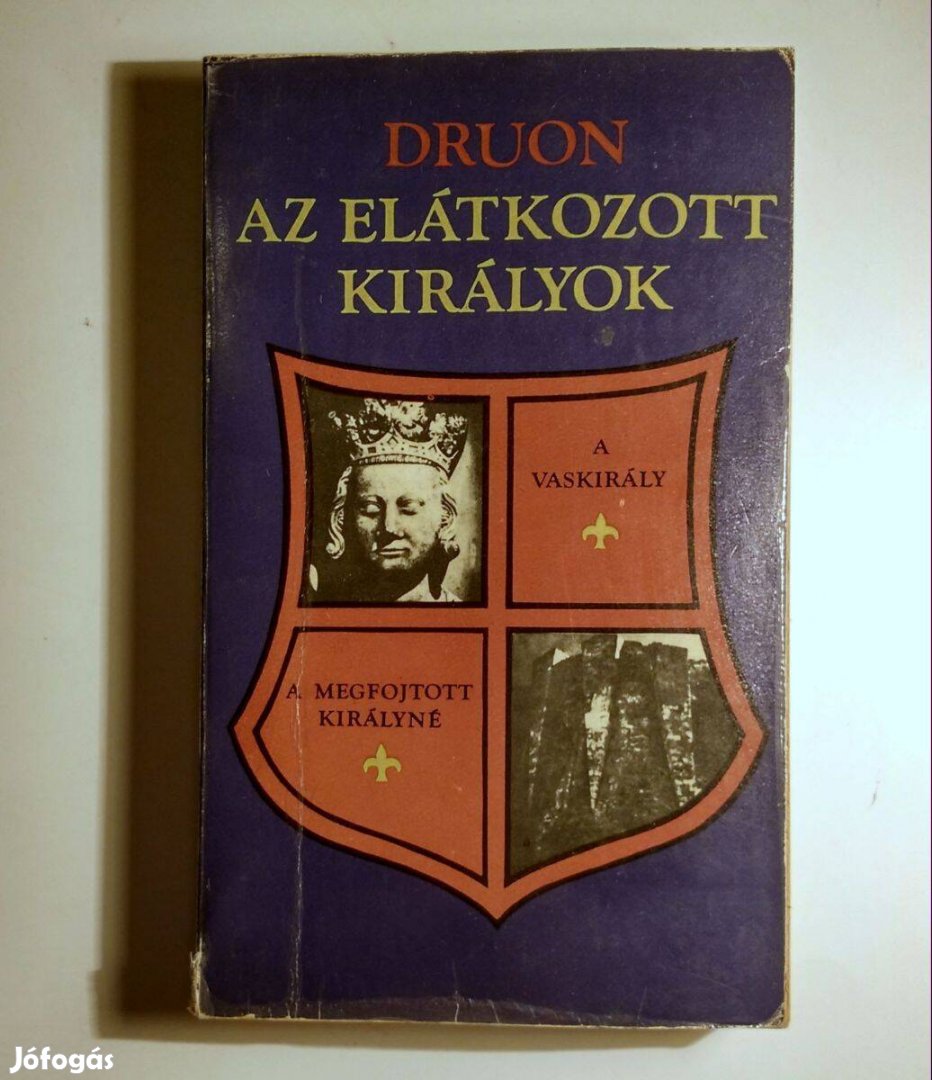 DRUON
AZ ELÁTKOZOTT
KIRÁLYOK
A
VASKIRÁLY
A MEGFOJTOTT
KIRÁLYNÉ
Jófogás